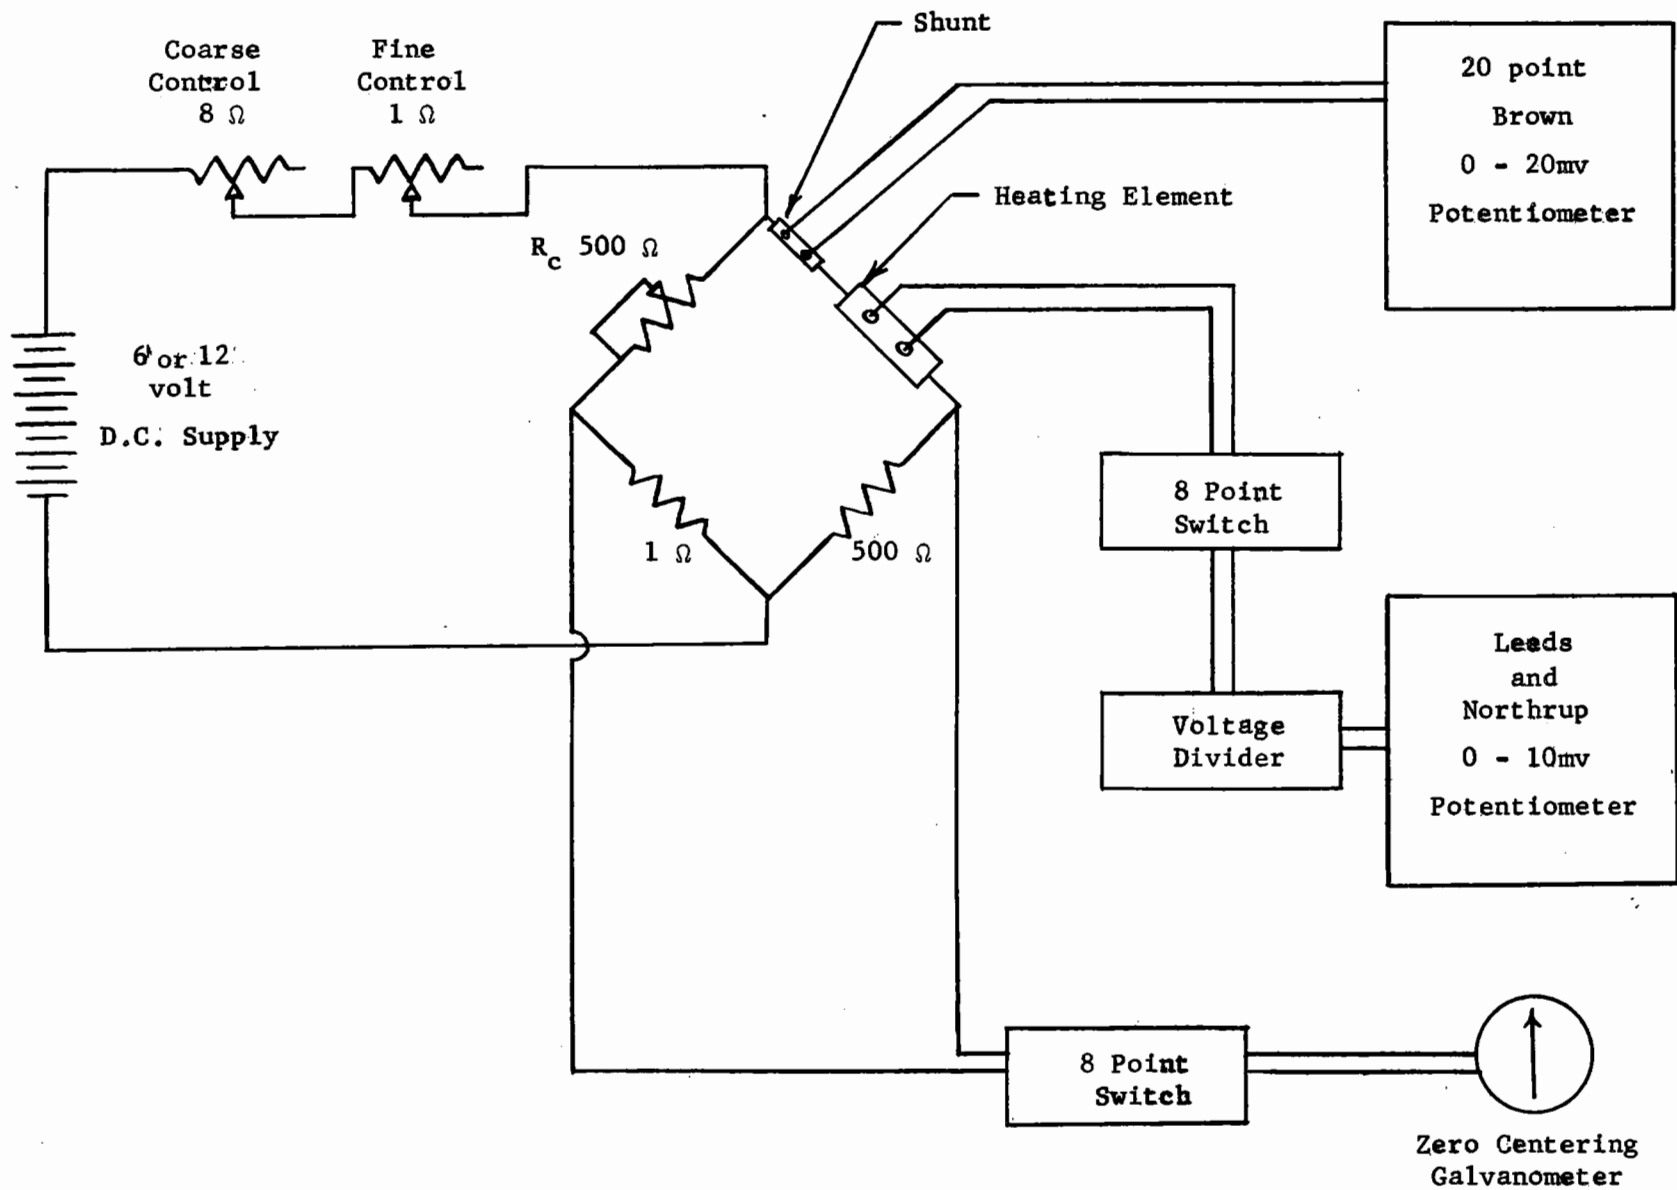 Shunt
Coarse
Control
8 Ω
Fine
Control
1 Ω
20 point
Brown
0 - 20mv
Potentiometer
Heating Element
Rc 500 Ω
6 or 12
volt
D.C. Supply
8 Point
Switch
1 Ω
500 Ω
Leeds
and
Northrup
0 - 10mv
Potentiometer
Voltage
Divider
8 Point
Switch
Zero Centering
Galvanometer